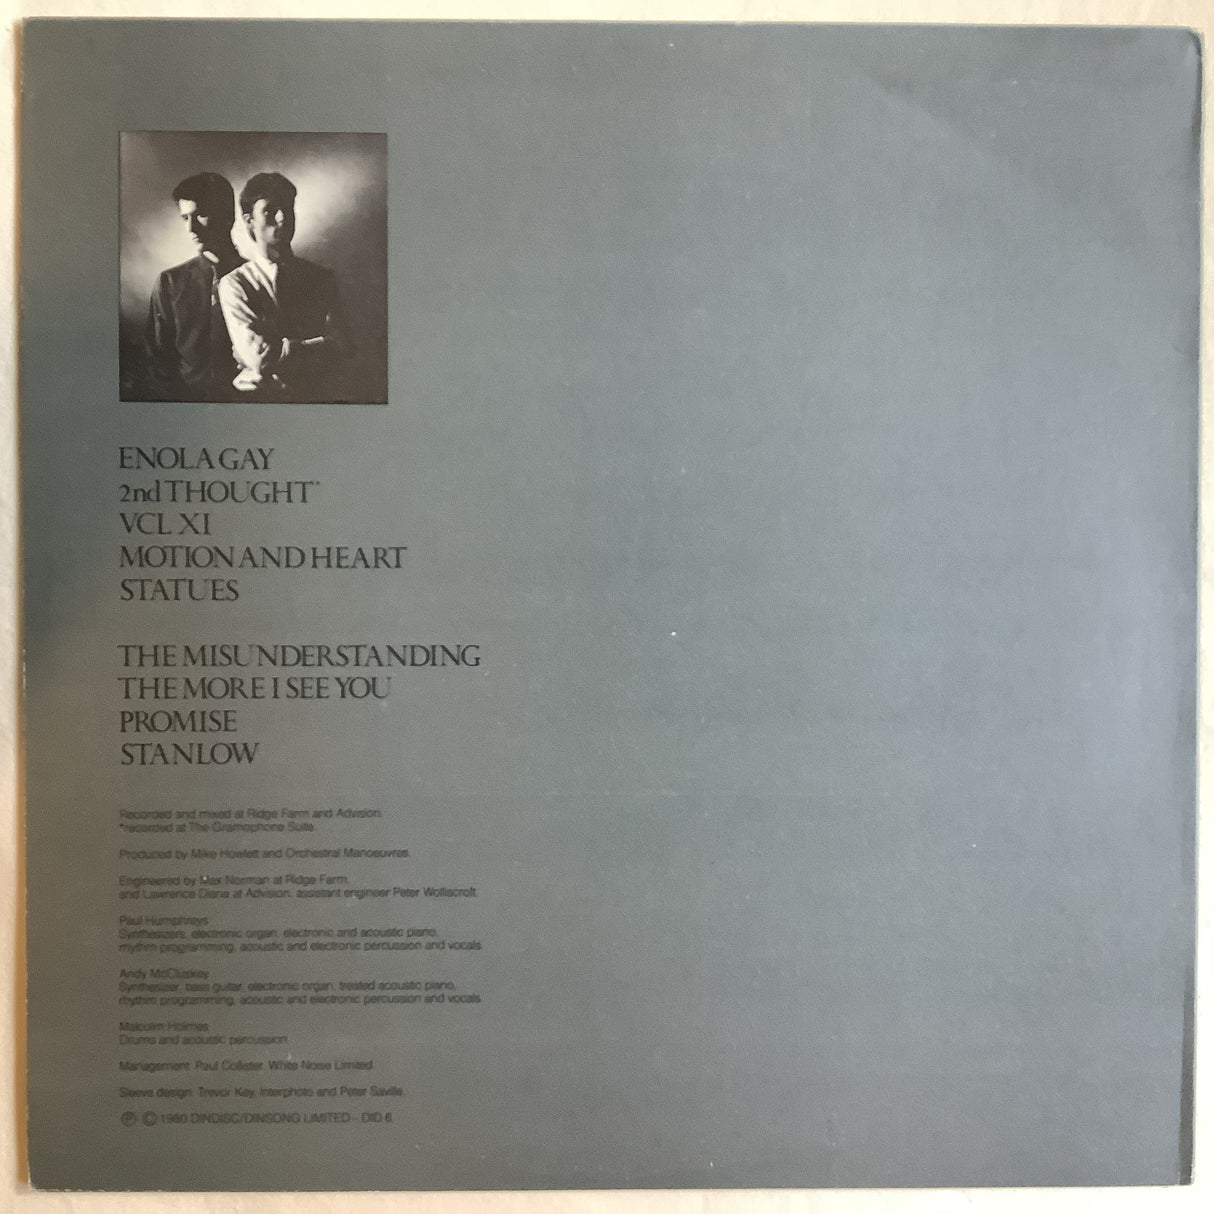 ENOLA GAY
2nd THOUGHT*
VCL XI
MOTION AND HEART
STATUES
THE MISUNDERSTANDING
THE MORE I SEE YOU
PROMISE
STANLOW
Recorded and mixed at Ridge Farm and Advision.
*recorded at The Gramophone Suite.
Produced by Mike Howlett and Orchestral Manoeuvres.
Engineered by Max Norman at Ridge Farm,
and Lawrence Diana at Advision, assistant engineer Peter Wolliscroft.
Paul Humphreys
Synthesizers, electronic organ, electronic and acoustic piano,
rhythm programming, acoustic and electronic percussion and vocals.
Andy McCluskey
Synthesizer, bass guitar, electronic organ, treated acoustic piano,
rhythm programming, acoustic and electronic percussion and vocals.
Malcolm Holmes
Drums and acoustic percussion.
Management: Paul Collister, White Noise Limited.
Sleeve design: Trevor Key, Interphoto and Peter Saville.
Ⓟ © 1980 DINDISC/DINSONG LIMITED – DID 6